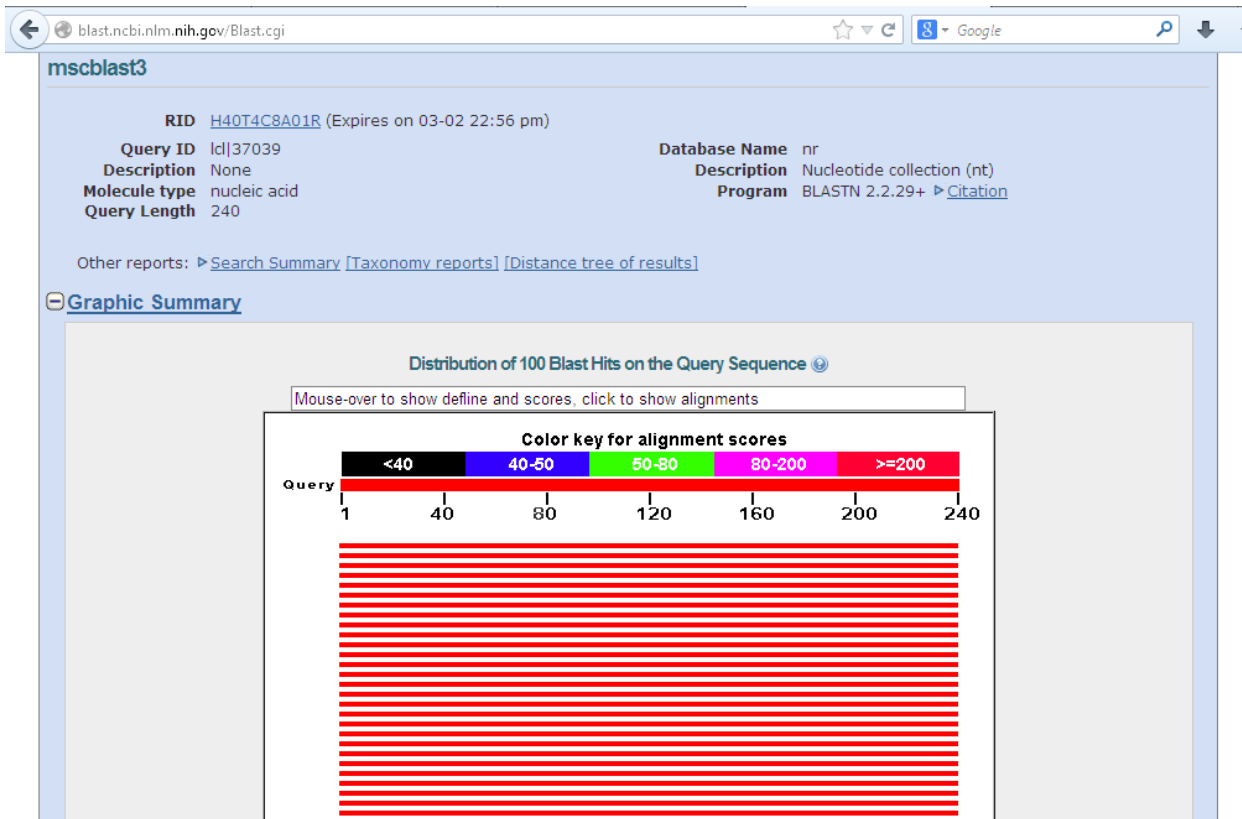 blast.ncbi.nlm.nih.gov/Blast.cgi
8 Google
mscblast3
RID H40T4C8A01R (Expires on 03-02 22:56 pm)
Query ID lcl|37039
Description None
Molecule type nucleic acid
Query Length 240
Database Name nr
Description Nucleotide collection (nt)
Program BLASTN 2.2.29+ Citation
Other reports: Search Summary [Taxonomy reports] [Distance tree of results]
Graphic Summary
Distribution of 100 Blast Hits on the Query Sequence
Mouse-over to show defline and scores, click to show alignments
Color key for alignment scores
<40 40-50 50-80 80-200 >=200
Query
1 40 80 120 160 200 240